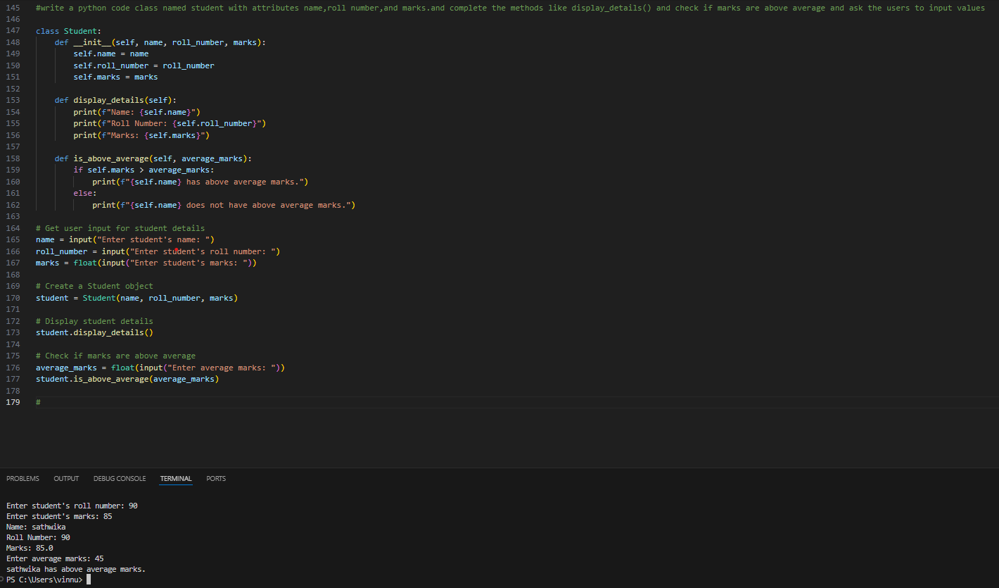 145 #write a python code class named student with attributes name,roll number,and marks.and complete the methods like display_details() and check if marks are above average and ask the users to input values
146
147 class Student:
148     def __init__(self, name, roll_number, marks):
149         self.name = name
150         self.roll_number = roll_number
151         self.marks = marks
152
153     def display_details(self):
154         print(f"Name: {self.name}")
155         print(f"Roll Number: {self.roll_number}")
156         print(f"Marks: {self.marks}")
157
158     def is_above_average(self, average_marks):
159         if self.marks > average_marks:
160             print(f"{self.name} has above average marks.")
161         else:
162             print(f"{self.name} does not have above average marks.")
163
164 # Get user input for student details
165 name = input("Enter student's name: ")
166 roll_number = input("Enter student's roll number: ")
167 marks = float(input("Enter student's marks: "))
168
169 # Create a Student object
170 student = Student(name, roll_number, marks)
171
172 # Display student details
173 student.display_details()
174
175 # Check if marks are above average
176 average_marks = float(input("Enter average marks: "))
177 student.is_above_average(average_marks)
178
179 #
PROBLEMS OUTPUT DEBUG CONSOLE TERMINAL PORTS
Enter student's roll number: 90
Enter student's marks: 85
Name: sathwika
Roll Number: 90
Marks: 85.0
Enter average marks: 45
sathwika has above average marks.
PS C:\Users\vinnu>